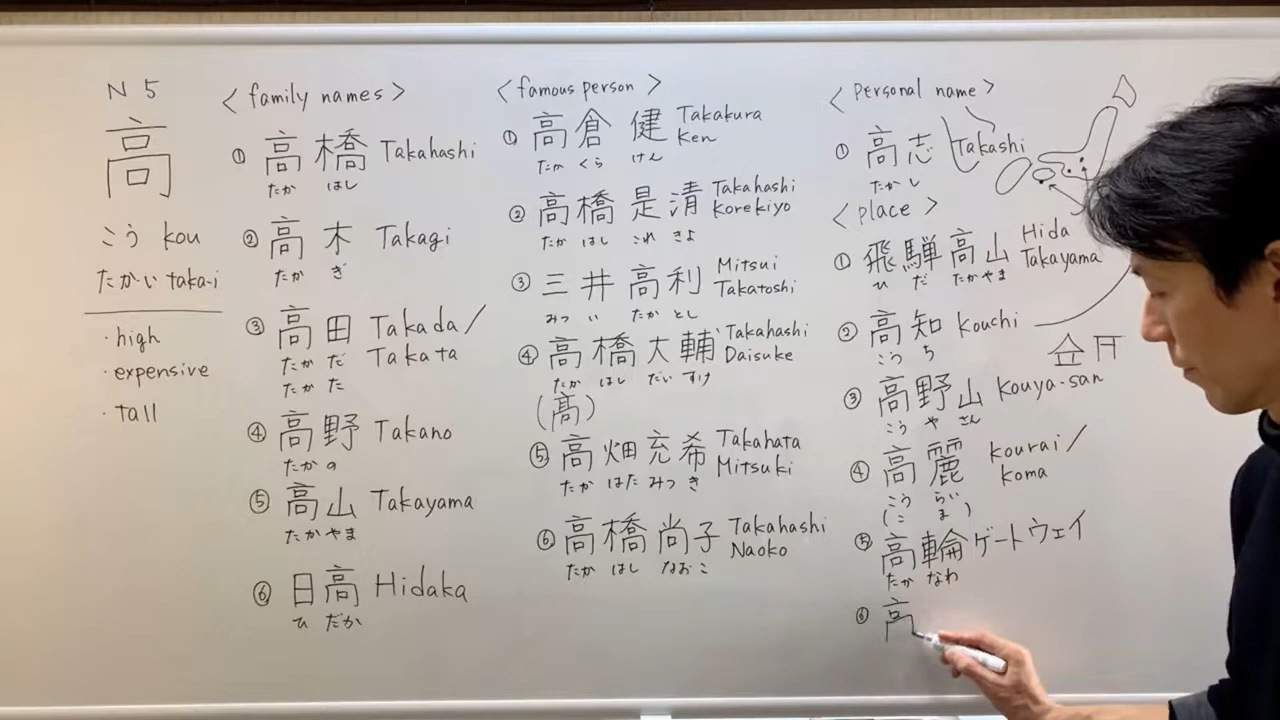 N5
高
こう kou
たかい taka-i
・high
・expensive
・tall
<family names>
① 高橋 Takahashi
たか はし
② 高木 Takagi
たか ぎ
③ 高田 Takada/
たか だ Takata
たか た
④ 高野 Takano
たか の
⑤ 高山 Takayama
たか やま
⑥ 日高 Hidaka
ひ だか
<famous person>
① 高倉 健 Takakura
Ken
たか くら けん
② 高橋 是清 Takahashi
Korekiyo
たか はし これ きよ
③ 三井 高利 Mitsui
Takatoshi
みつ い たか とし
④ 高橋 大輔 Takahashi
Daisuke
たか はし だい すけ
(髙)
⑤ 高畑 充希 Takahata
Mitsuki
たか はた みつ き
⑥ 高橋 尚子 Takahashi
Naoko
たか はし なお こ
<Personal name>
① 高志 Takashi
たか し
<place>
① 飛騨高山 Hida
Takayama
ひ だ たかやま
② 高知 kouchi
こう ち
③ 高野山 kouya-san
こう や さん
④ 高麗 kourai/
koma
こう らい
(こ ま)
⑤ 高輪ゲートウェイ
たか なわ
⑥ 高